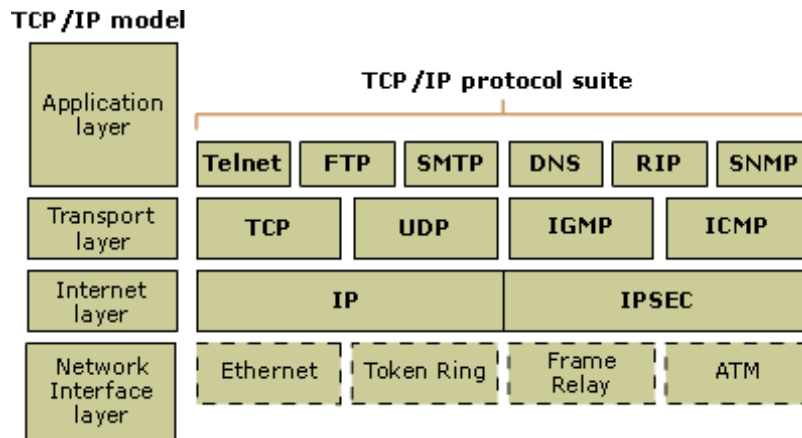 TCP/IP model
Application
layer
TCP/IP protocol suite
Telnet
FTP
SMTP
DNS
RIP
SNMP
Transport
layer
TCP
UDP
IGMP
ICMP
Internet
layer
IP
IPSEC
Network
Interface
layer
Ethernet
Token Ring
Frame
Relay
ATM